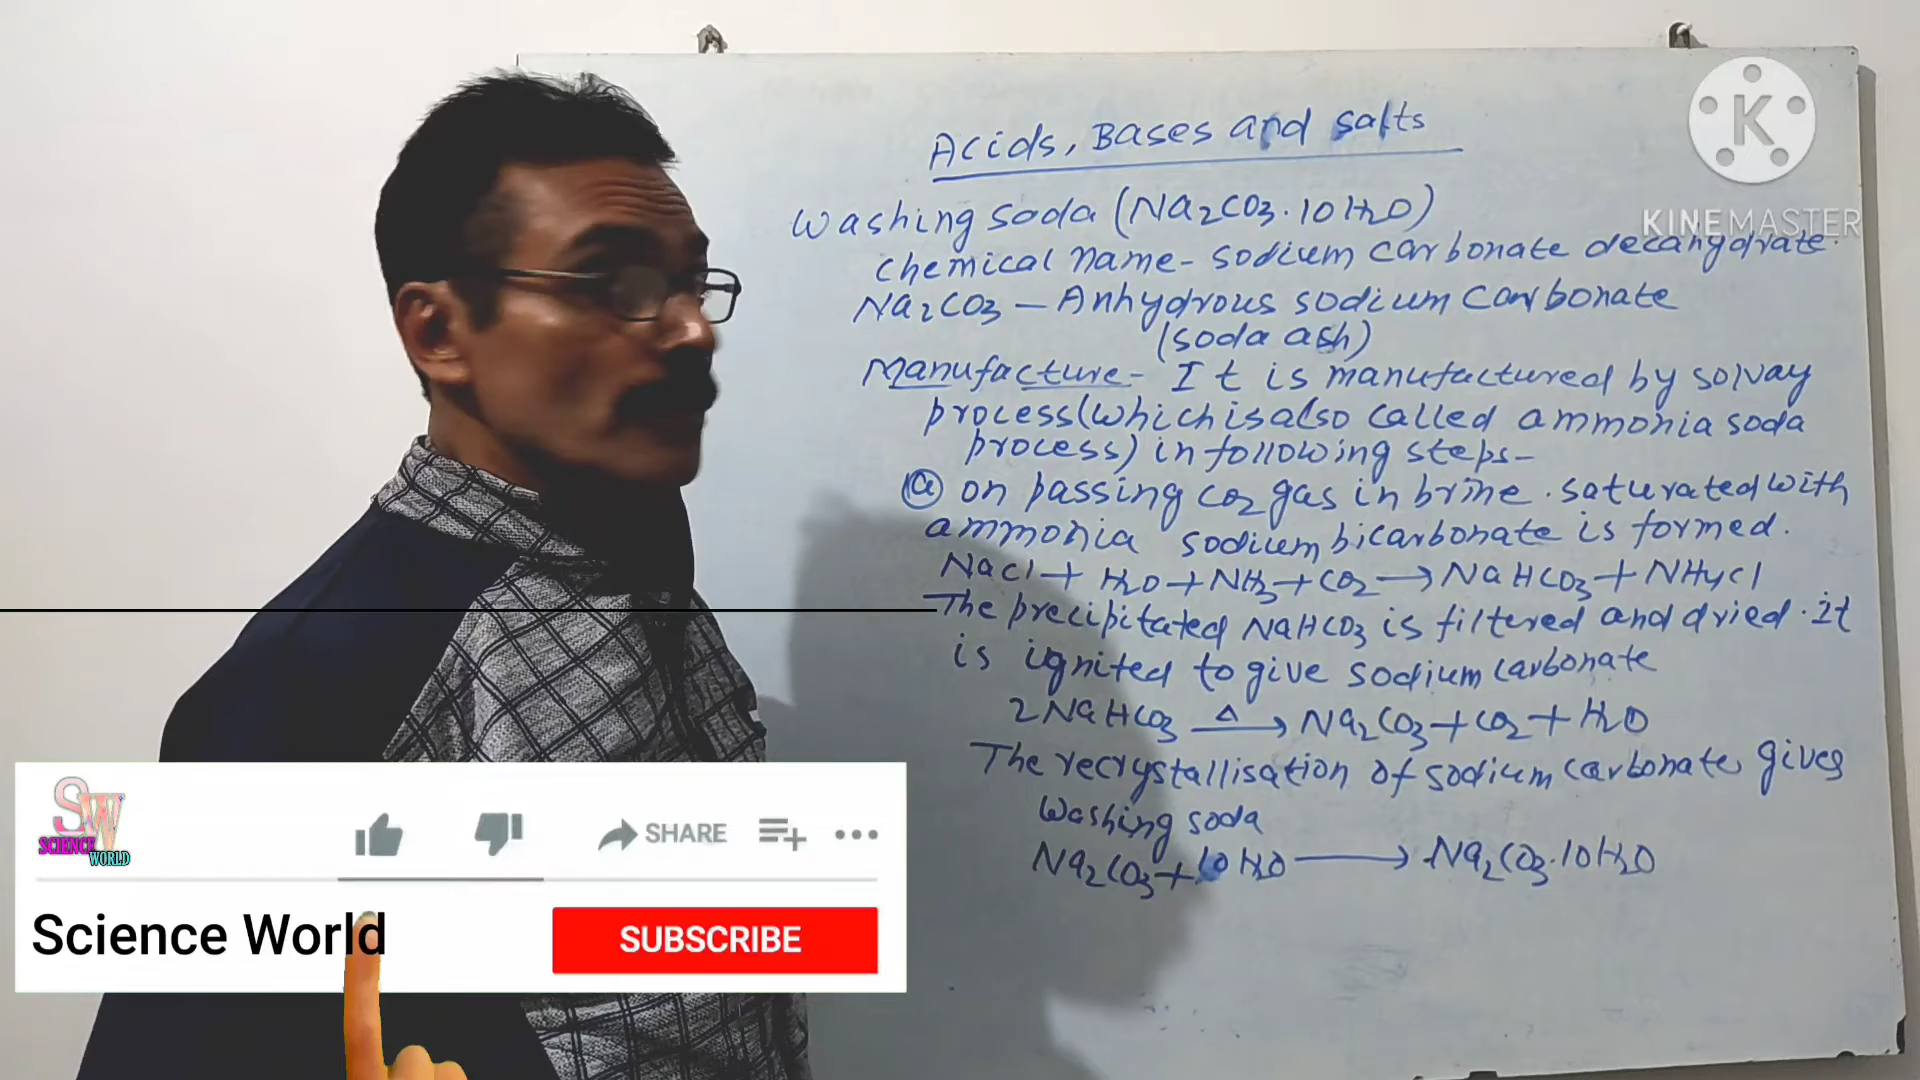 Acids, Bases and salts
Washing soda (Na2CO3.10H2O)
chemical name - sodium carbonate decahydrate.
Na2CO3 — Anhydrous sodium Carbonate
(soda ash)
Manufacture - It is manufactured by solvay
process (which is also called ammonia soda
process) in following steps -
(a) on passing CO2 gas in brine. saturated with
ammonia sodium bicarbonate is formed.
NaCl + H2O + NH3 + CO2 → NaHCO3 + NH4Cl
The precipitated NaHCO3 is filtered and dried. It
is ignited to give sodium carbonate
2NaHCO3 —Δ→ Na2CO3 + CO2 + H2O
The recrystallisation of sodium carbonate gives
Washing soda
Na2CO3 + 10H2O → Na2CO3.10H2O
K
KINEMASTER
SW
SCIENCE
WORLD
SHARE
Science World
SUBSCRIBE